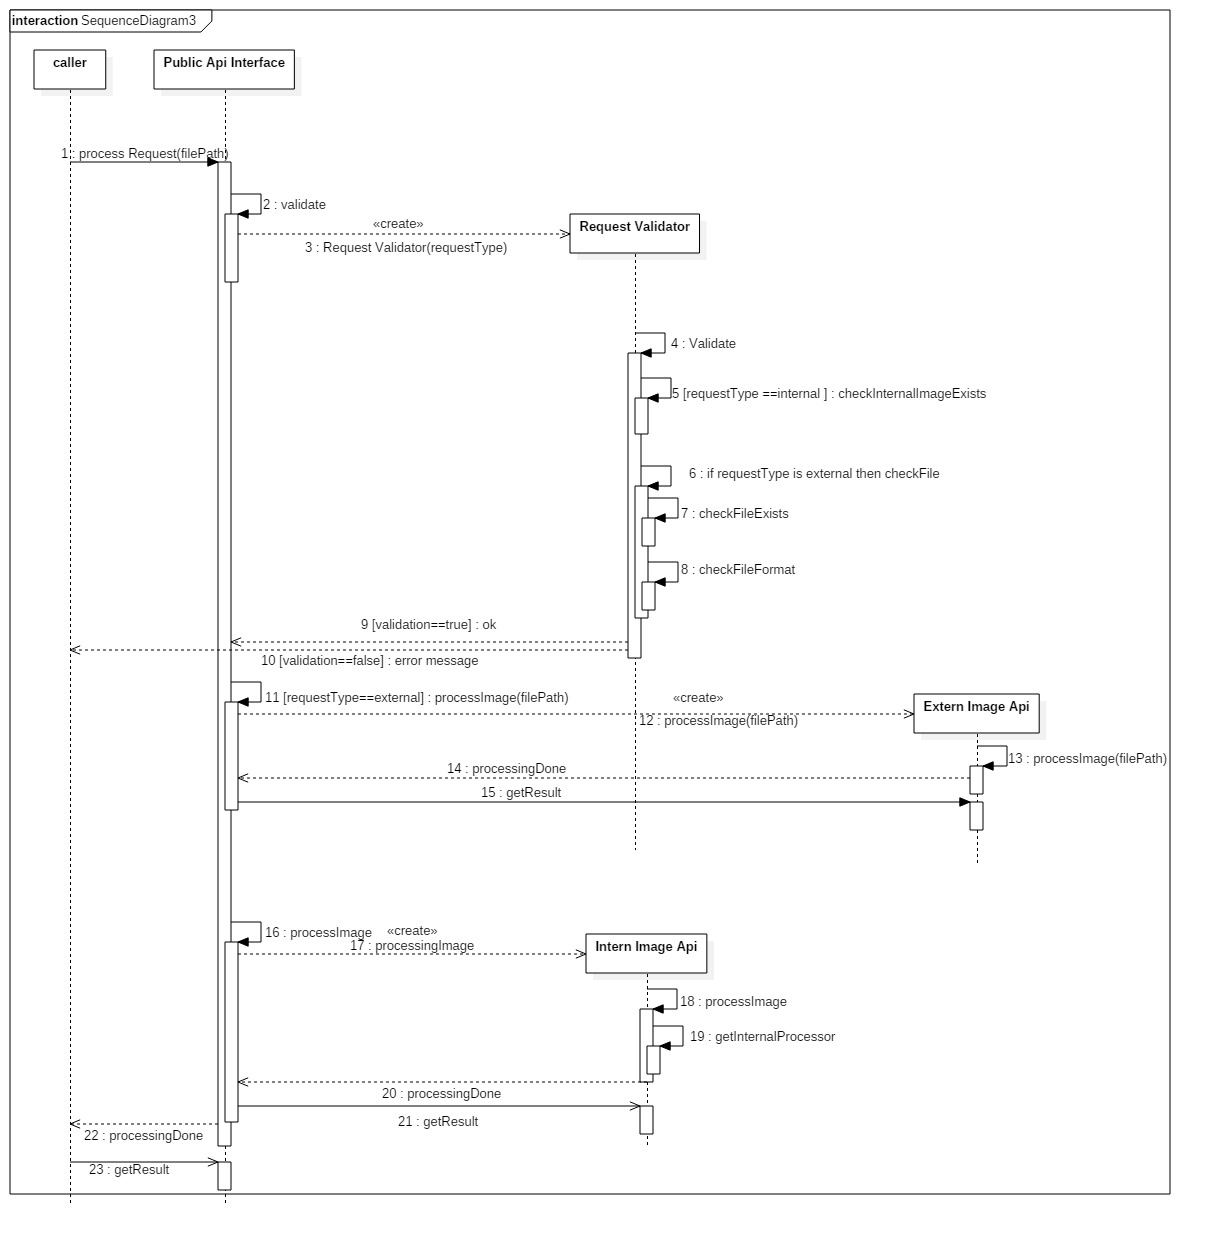 interaction SequenceDiagram3
caller
Public Api Interface
1 : process Request(filePath)
2 : validate
«create»
Request Validator
3 : Request Validator(requestType)
4 : Validate
5 [requestType ==internal ] : checkInternalImageExists
6 : if requestType is external then checkFile
7 : checkFileExists
8 : checkFileFormat
9 [validation==true] : ok
10 [validation==false] : error message
11 [requestType==external] : processImage(filePath)
«create»
Extern Image Api
12 : processImage(filePath)
13 : processImage(filePath)
14 : processingDone
15 : getResult
16 : processImage
«create»
17 : processingImage
Intern Image Api
18 : processImage
19 : getInternalProcessor
20 : processingDone
21 : getResult
22 : processingDone
23 : getResult